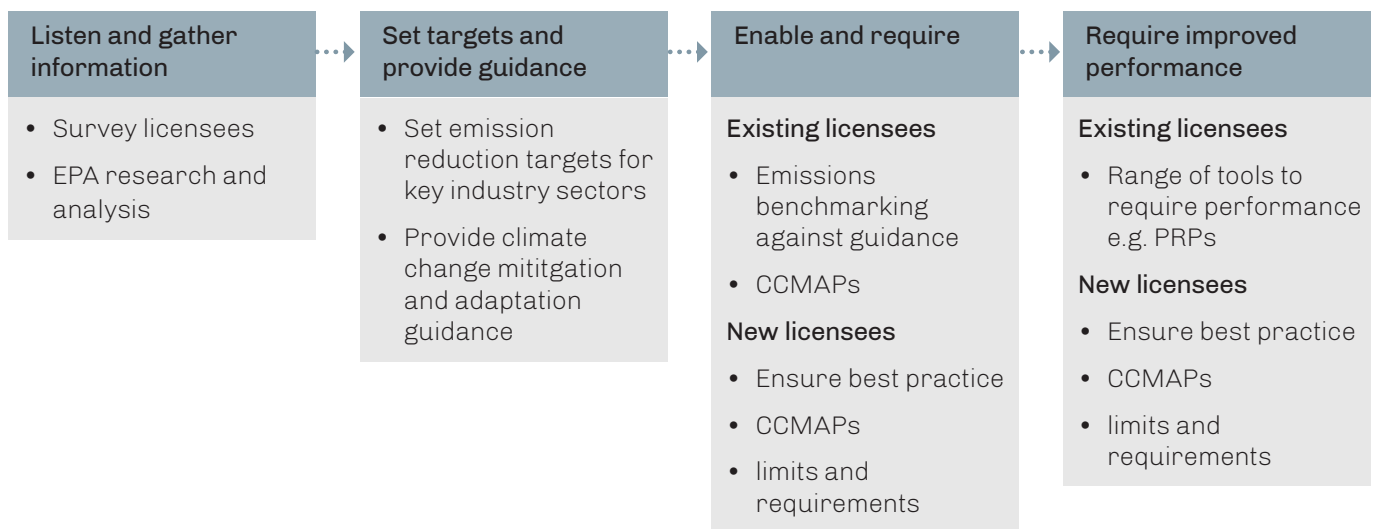 Listen and gather
information
• Survey licensees
• EPA research and
analysis
Set targets and
provide guidance
• Set emission
reduction targets for
key industry sectors
• Provide climate
change mititgation
and adaptation
guidance
Enable and require
Existing licensees
• Emissions
benchmarking
against guidance
• CCMAPs
New licensees
• Ensure best practice
• CCMAPs
• limits and
requirements
Require improved
performance
Existing licensees
• Range of tools to
require performance
e.g. PRPs
New licensees
• Ensure best practice
• CCMAPs
• limits and
requirements